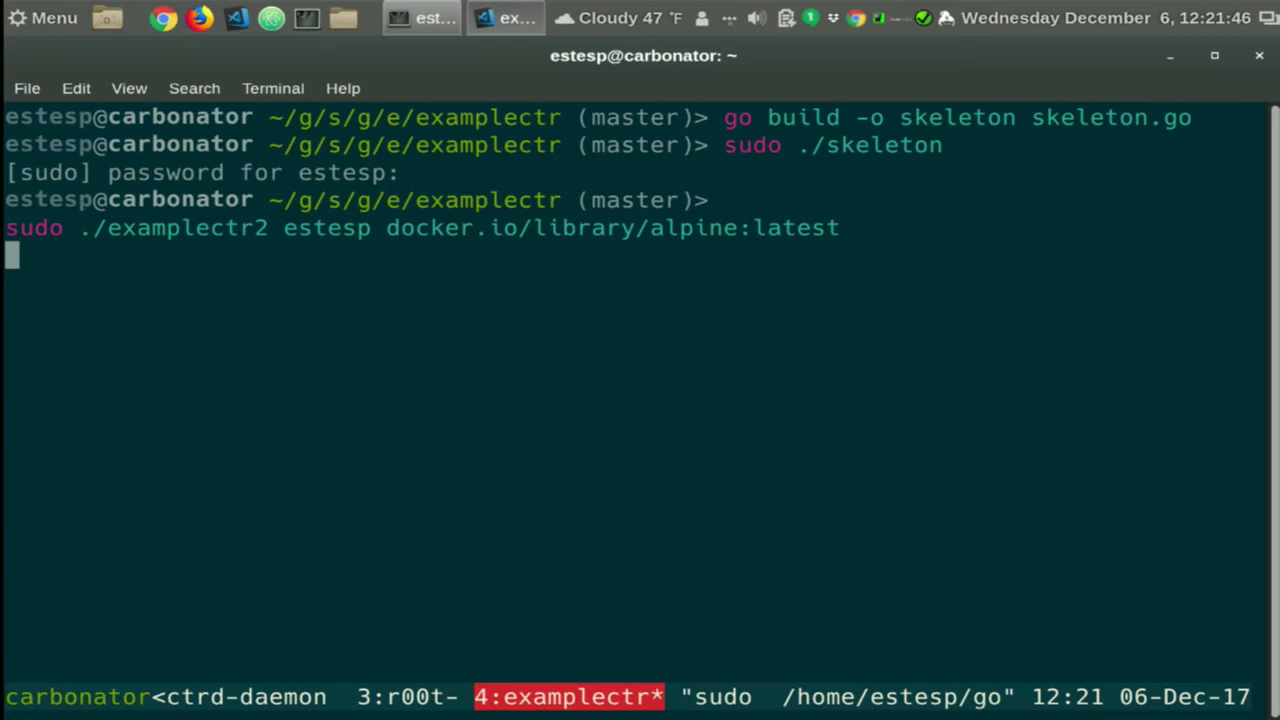 Menu est... ex... Cloudy 47 °F Wednesday December 6, 12:21:46
estesp@carbonator: ~
File Edit View Search Terminal Help
estesp@carbonator ~/g/s/g/e/examplectr (master)> go build -o skeleton skeleton.go
estesp@carbonator ~/g/s/g/e/examplectr (master)> sudo ./skeleton
[sudo] password for estesp:
estesp@carbonator ~/g/s/g/e/examplectr (master)>
sudo ./examplectr2 estesp docker.io/library/alpine:latest
carbonator<ctrd-daemon 3:r00t- 4:examplectr* "sudo /home/estesp/go" 12:21 06-Dec-17